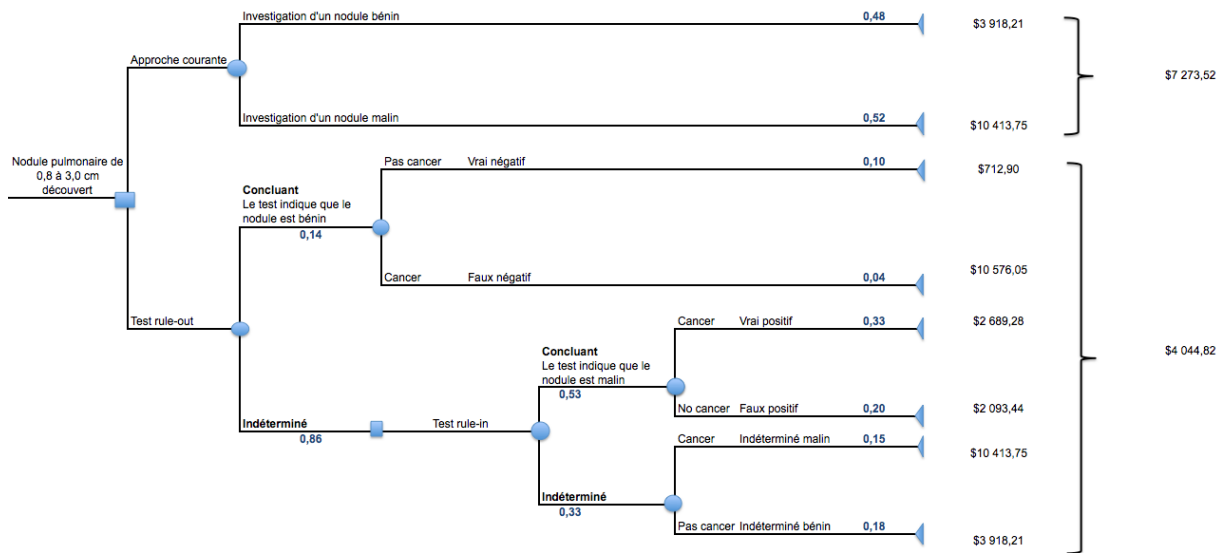 Investigation d'un nodule bénin 0,48 $3 918,21
Approche courante
$7 273,52
Investigation d'un nodule malin 0,52 $10 413,75
Nodule pulmonaire de
0,8 à 3,0 cm
découvert
Pas cancer Vrai négatif 0,10 $712,90
Concluant
Le test indique que le
nodule est bénin
0,14
Cancer Faux négatif 0,04 $10 576,05
Test rule-out
Cancer Vrai positif 0,33 $2 689,28
Concluant
Le test indique que le
nodule est malin
0,53
$4 044,82
No cancer Faux positif 0,20 $2 093,44
Indéterminé
0,86
Test rule-in
Cancer Indéterminé malin 0,15 $10 413,75
Indéterminé
0,33
Pas cancer Indéterminé bénin 0,18 $3 918,21